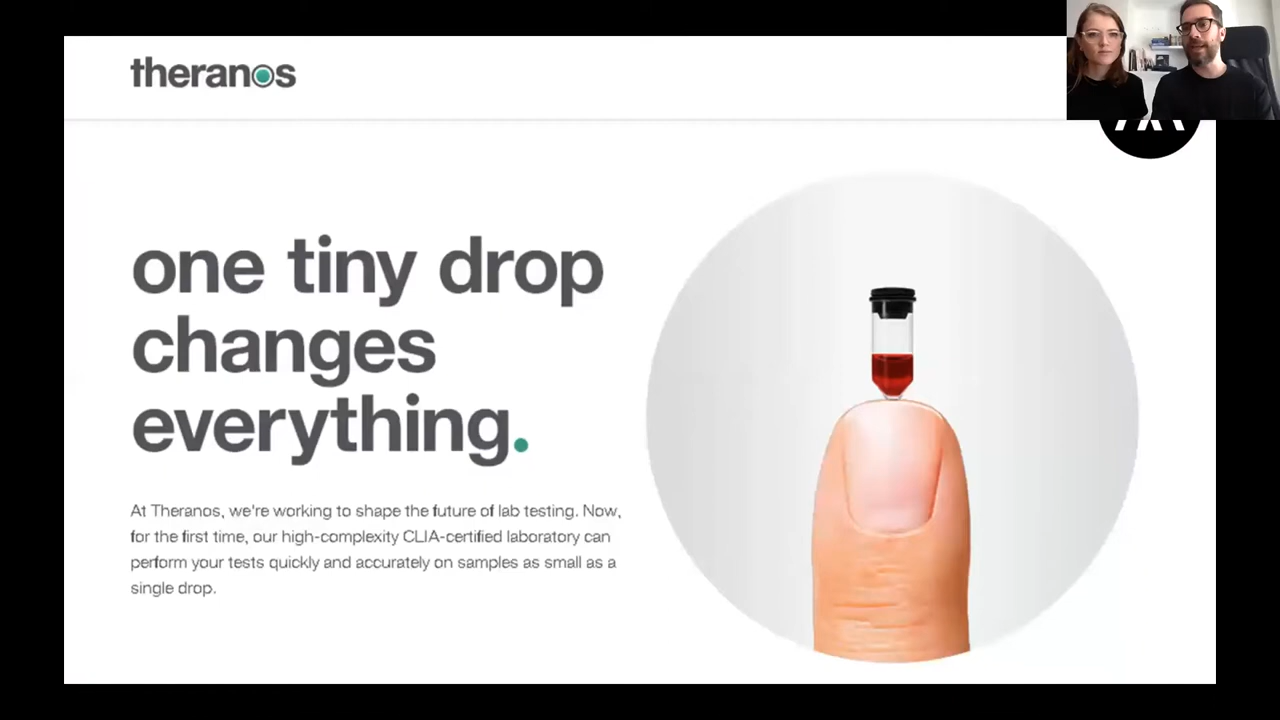 theranos
one tiny drop
changes
everything.
At Theranos, we're working to shape the future of lab testing. Now,
for the first time, our high-complexity CLIA-certified laboratory can
perform your tests quickly and accurately on samples as small as a
single drop.